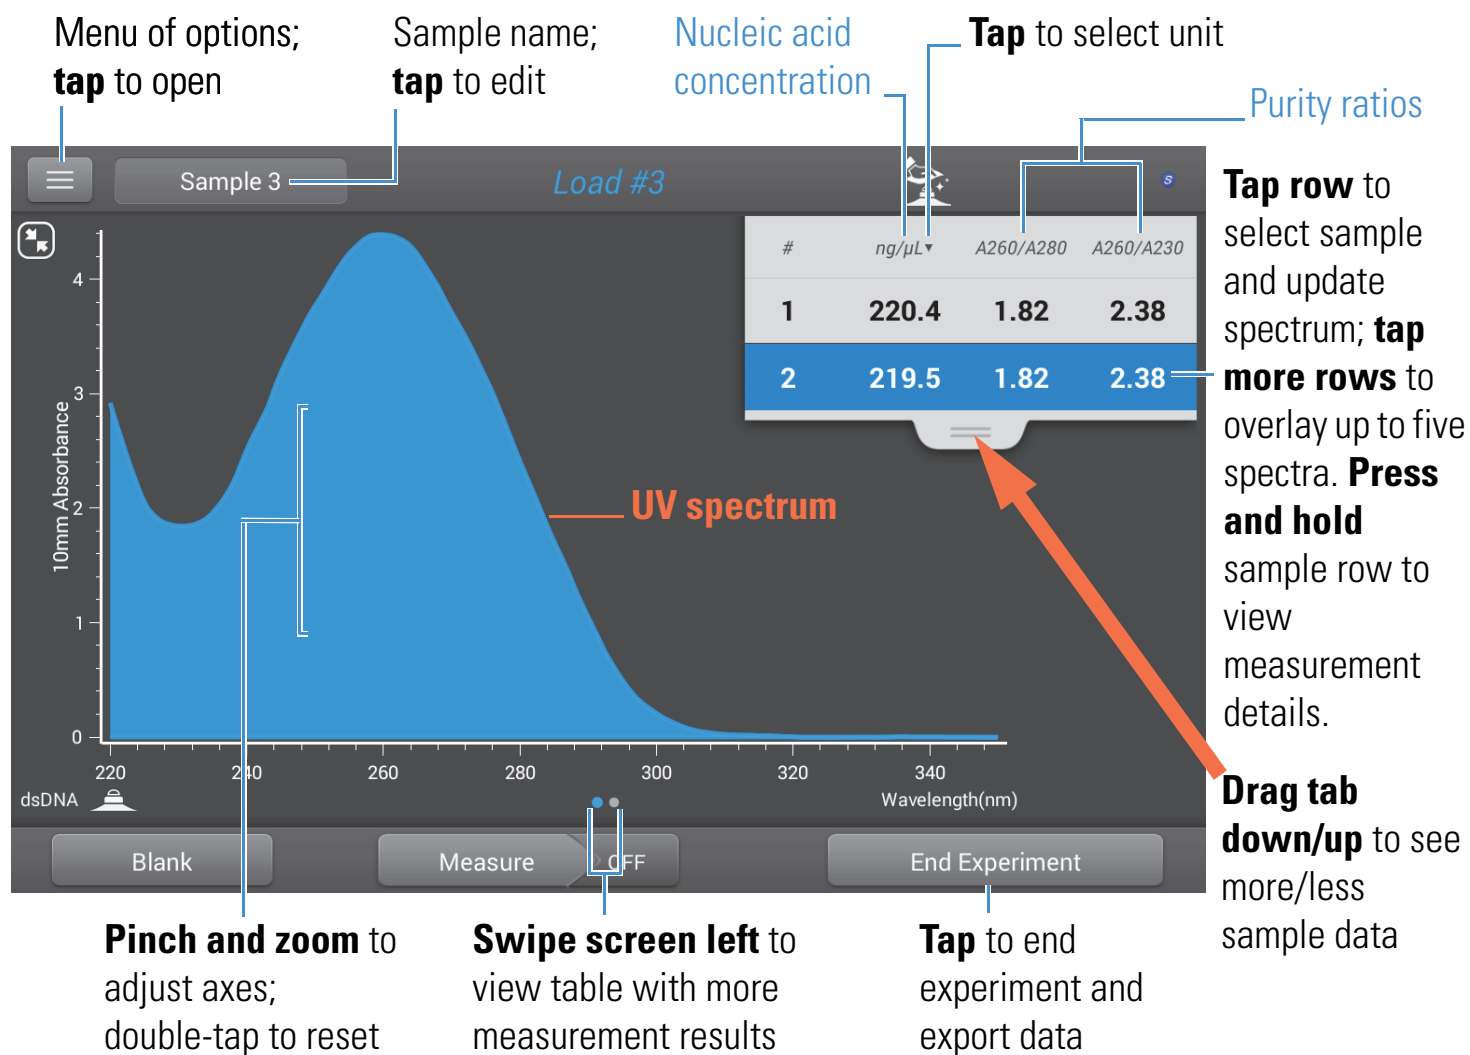 Menu of options;
tap to open
Sample name;
tap to edit
Nucleic acid
concentration
Tap to select unit
Purity ratios
Sample 3
Load #3
S
# ng/µL▾ A260/A280 A260/A230
1 220.4 1.82 2.38
2 219.5 1.82 2.38
Tap row to
select sample
and update
spectrum; tap
more rows to
overlay up to five
spectra. Press
and hold
sample row to
view
measurement
details.
Drag tab
down/up to see
more/less
sample data
10mm Absorbance
4
3
2
1
0
UV spectrum
220 240 260 280 300 320 340
dsDNA
Wavelength(nm)
Blank
Measure
OFF
End Experiment
Pinch and zoom to
adjust axes;
double-tap to reset
Swipe screen left to
view table with more
measurement results
Tap to end
experiment and
export data